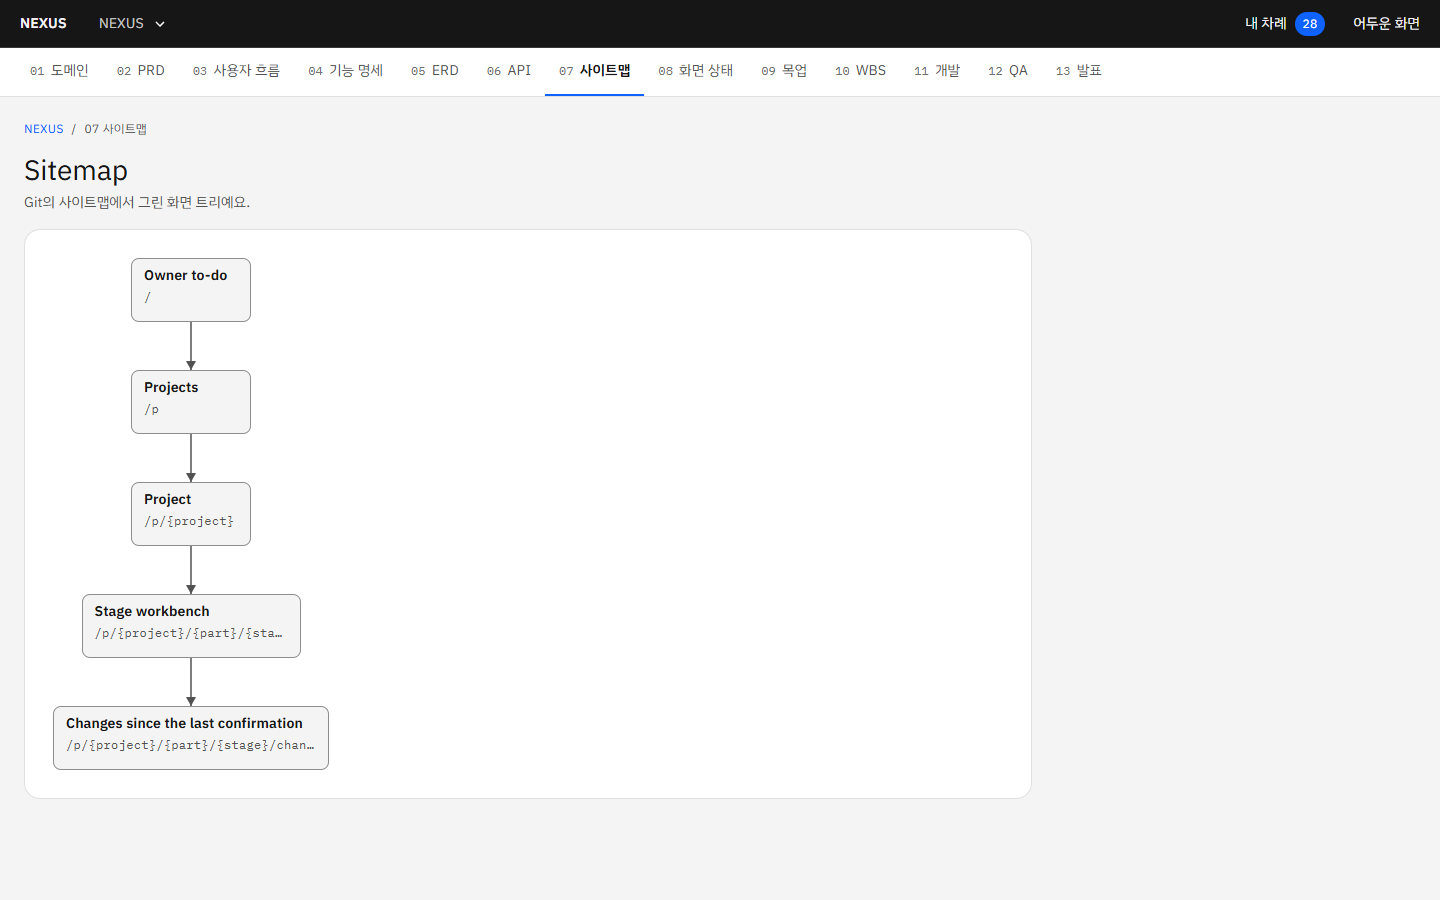 NEXUS NEXUS 내 차례 28 어두운 화면
01 도메인 02 PRD 03 사용자 흐름 04 기능 명세 05 ERD 06 API 07 사이트맵 08 화면 상태 09 목업 10 WBS 11 개발 12 QA 13 발표
NEXUS / 07 사이트맵
Sitemap
Git의 사이트맵에서 그린 화면 트리예요.
Owner to-do
/
Projects
/p
Project
/p/{project}
Stage workbench
/p/{project}/{part}/{sta…
Changes since the last confirmation
/p/{project}/{part}/{stage}/chan…